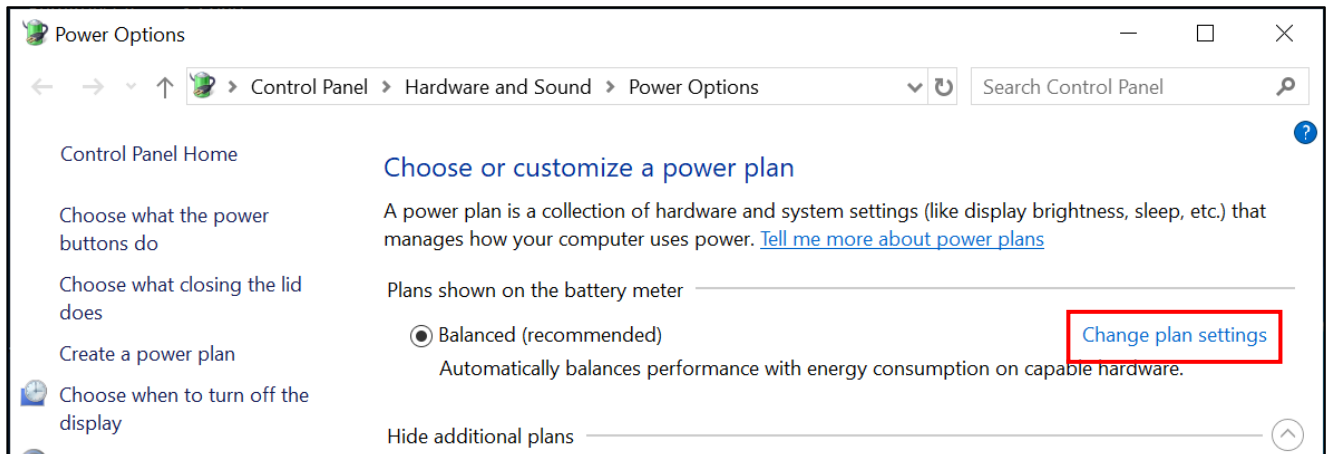 Power Options
Control Panel > Hardware and Sound > Power Options
Search Control Panel
Control Panel Home
Choose what the power
buttons do
Choose what closing the lid
does
Create a power plan
Choose when to turn off the
display
?
Choose or customize a power plan
A power plan is a collection of hardware and system settings (like display brightness, sleep, etc.) that
manages how your computer uses power. Tell me more about power plans
Plans shown on the battery meter
Balanced (recommended)
Change plan settings
Automatically balances performance with energy consumption on capable hardware.
Hide additional plans